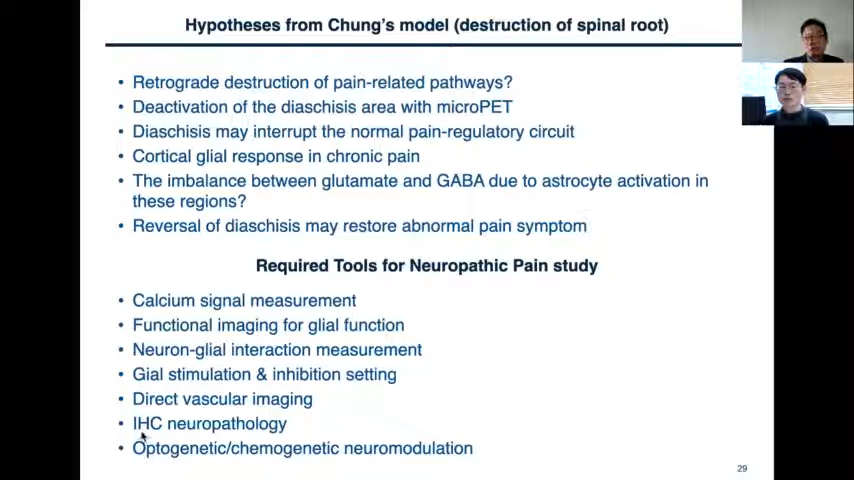 Hypotheses from Chung's model (destruction of spinal root)
• Retrograde destruction of pain-related pathways?
• Deactivation of the diaschisis area with microPET
• Diaschisis may interrupt the normal pain-regulatory circuit
• Cortical glial response in chronic pain
• The imbalance between glutamate and GABA due to astrocyte activation in
these regions?
• Reversal of diaschisis may restore abnormal pain symptom
Required Tools for Neuropathic Pain study
• Calcium signal measurement
• Functional imaging for glial function
• Neuron-glial interaction measurement
• Gial stimulation & inhibition setting
• Direct vascular imaging
• IHC neuropathology
• Optogenetic/chemogenetic neuromodulation
29